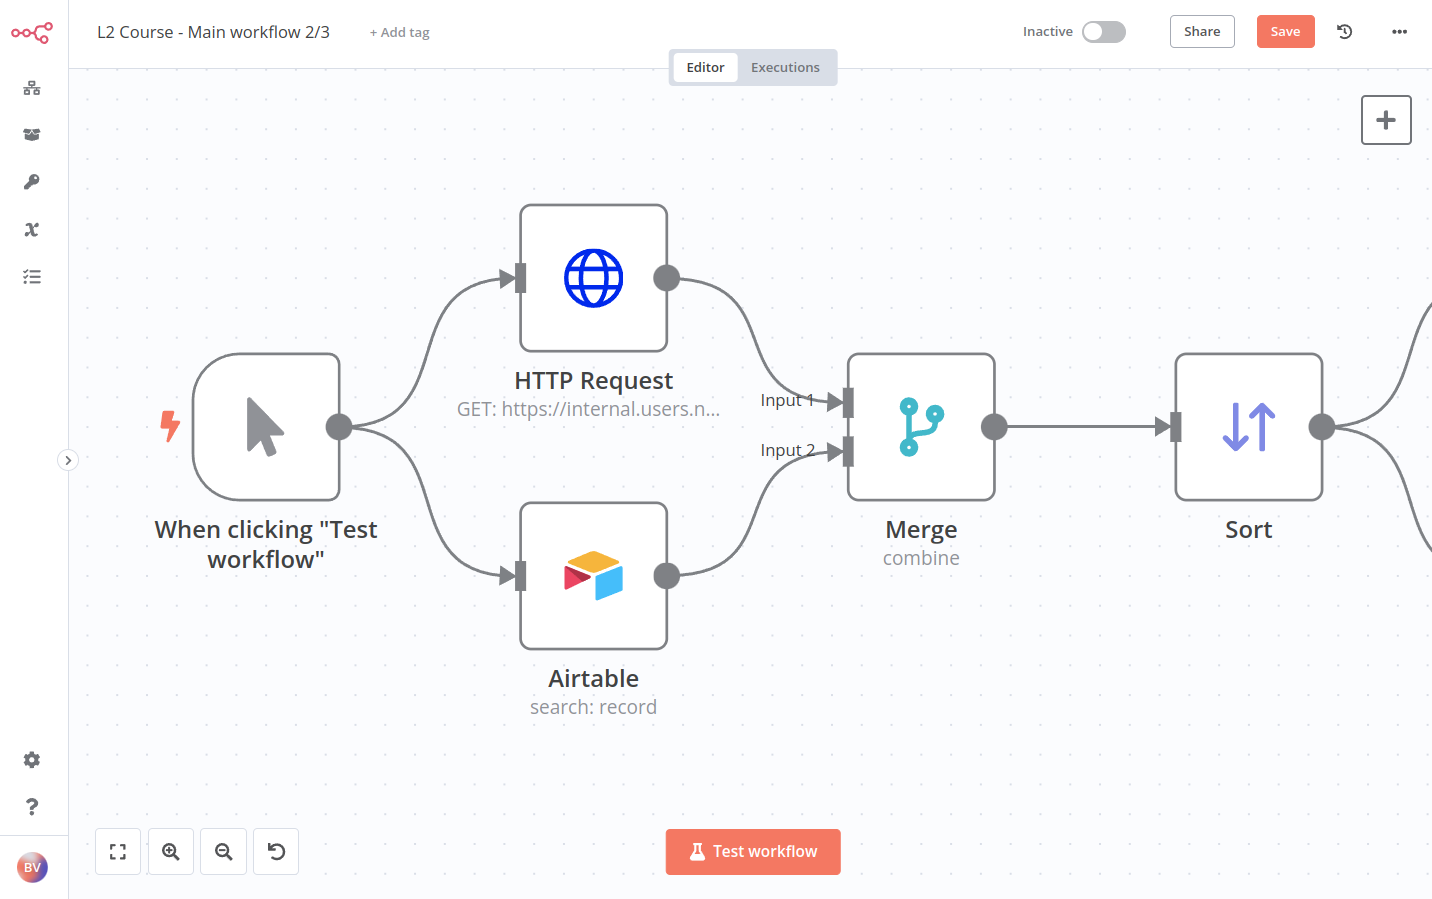 L2 Course - Main workflow 2/3
+ Add tag
Inactive
Share
Save
Editor
Executions
HTTP Request
GET: https://internal.users.n...
Input 1
Input 2
When clicking "Test
workflow"
Merge
combine
Sort
Airtable
search: record
Test workflow
BV